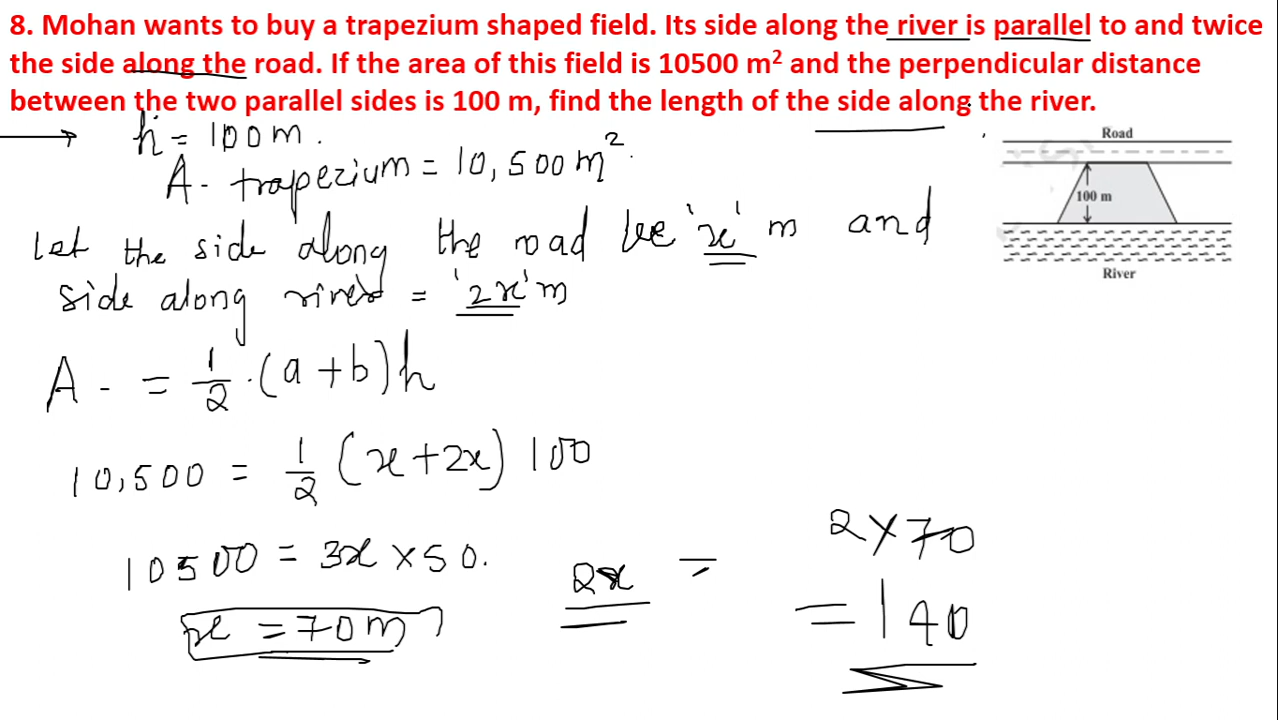 8. Mohan wants to buy a trapezium shaped field. Its side along the river is parallel to and twice
the side along the road. If the area of this field is 10500 m² and the perpendicular distance
between the two parallel sides is 100 m, find the length of the side along the river.
h = 100m.
A. trapezium = 10,500m².
Road
100 m
River
Let the side along the road be 'x' m and
side along river = '2x'm
A. = 1/2 . (a+b)h
10,500 = 1/2 (x+2x) 100
10500 = 3x × 50.
x = 70m
2x = 2×70
= 140